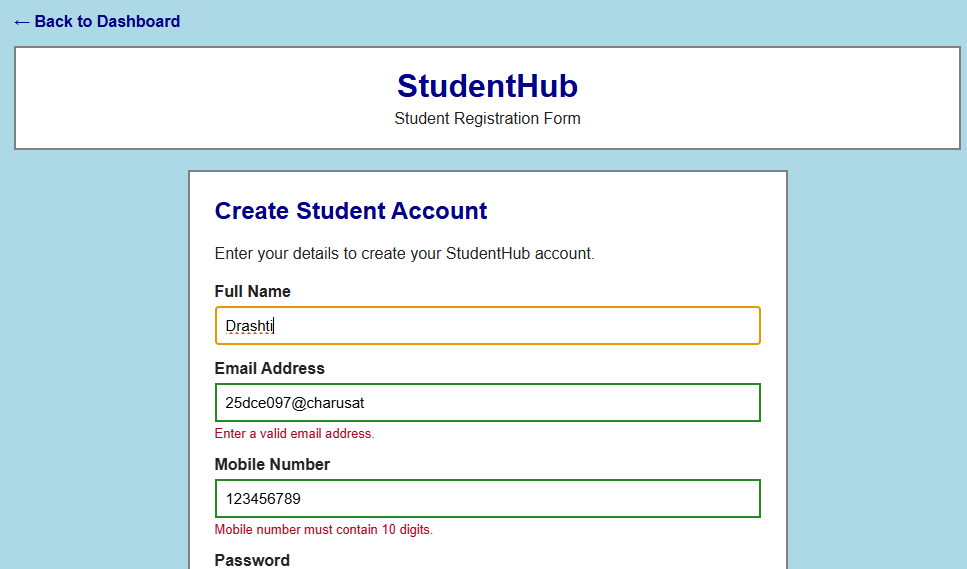 ← Back to Dashboard
StudentHub
Student Registration Form
Create Student Account
Enter your details to create your StudentHub account.
Full Name
Drashti
Email Address
25dce097@charusat
Enter a valid email address.
Mobile Number
123456789
Mobile number must contain 10 digits.
Password